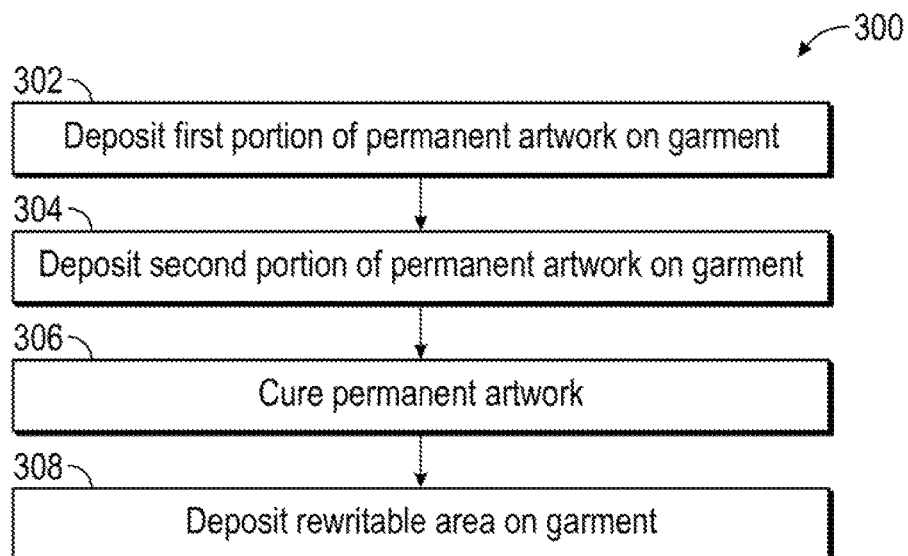 300
302
Deposit first portion of permanent artwork on garment
304
Deposit second portion of permanent artwork on garment
306
Cure permanent artwork
308
Deposit rewritable area on garment